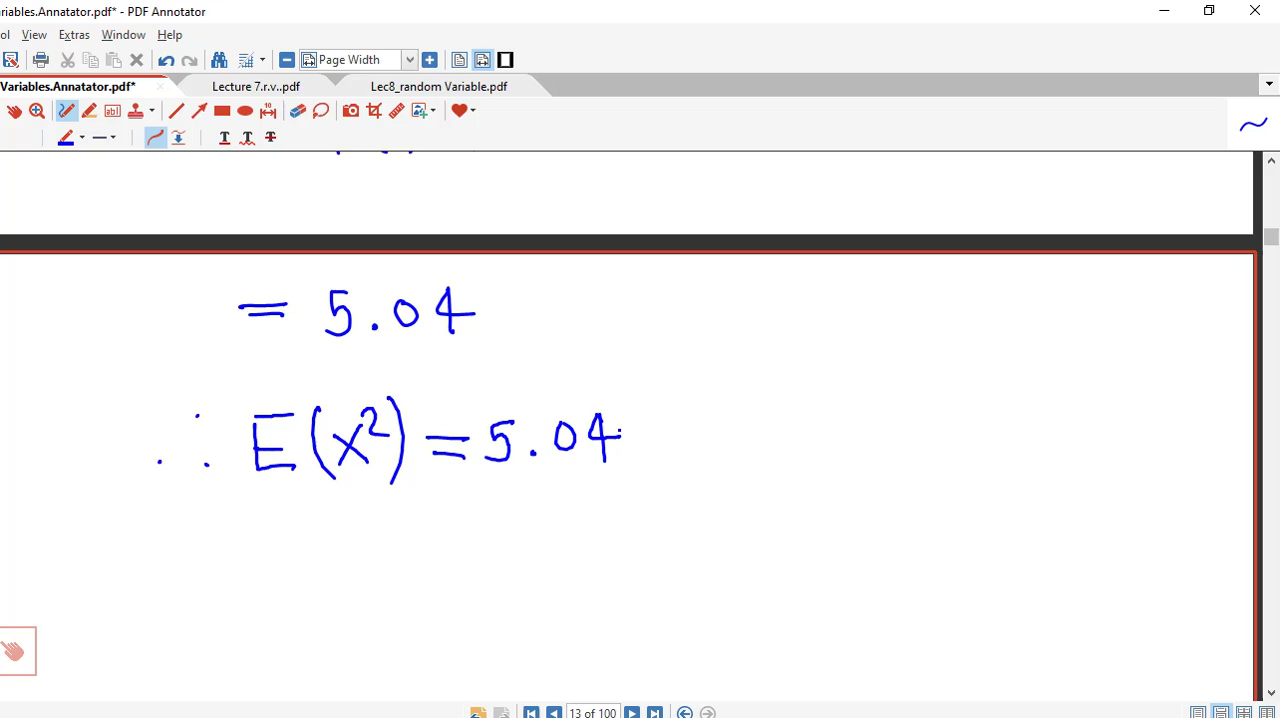 ariables.Annatator.pdf* - PDF Annotator
ol View Extras Window Help
Page Width
Variables.Annatator.pdf* Lecture 7.r.v..pdf Lec8_random Variable.pdf
= 5.04
∴ E(x²) = 5.04
13 of 100